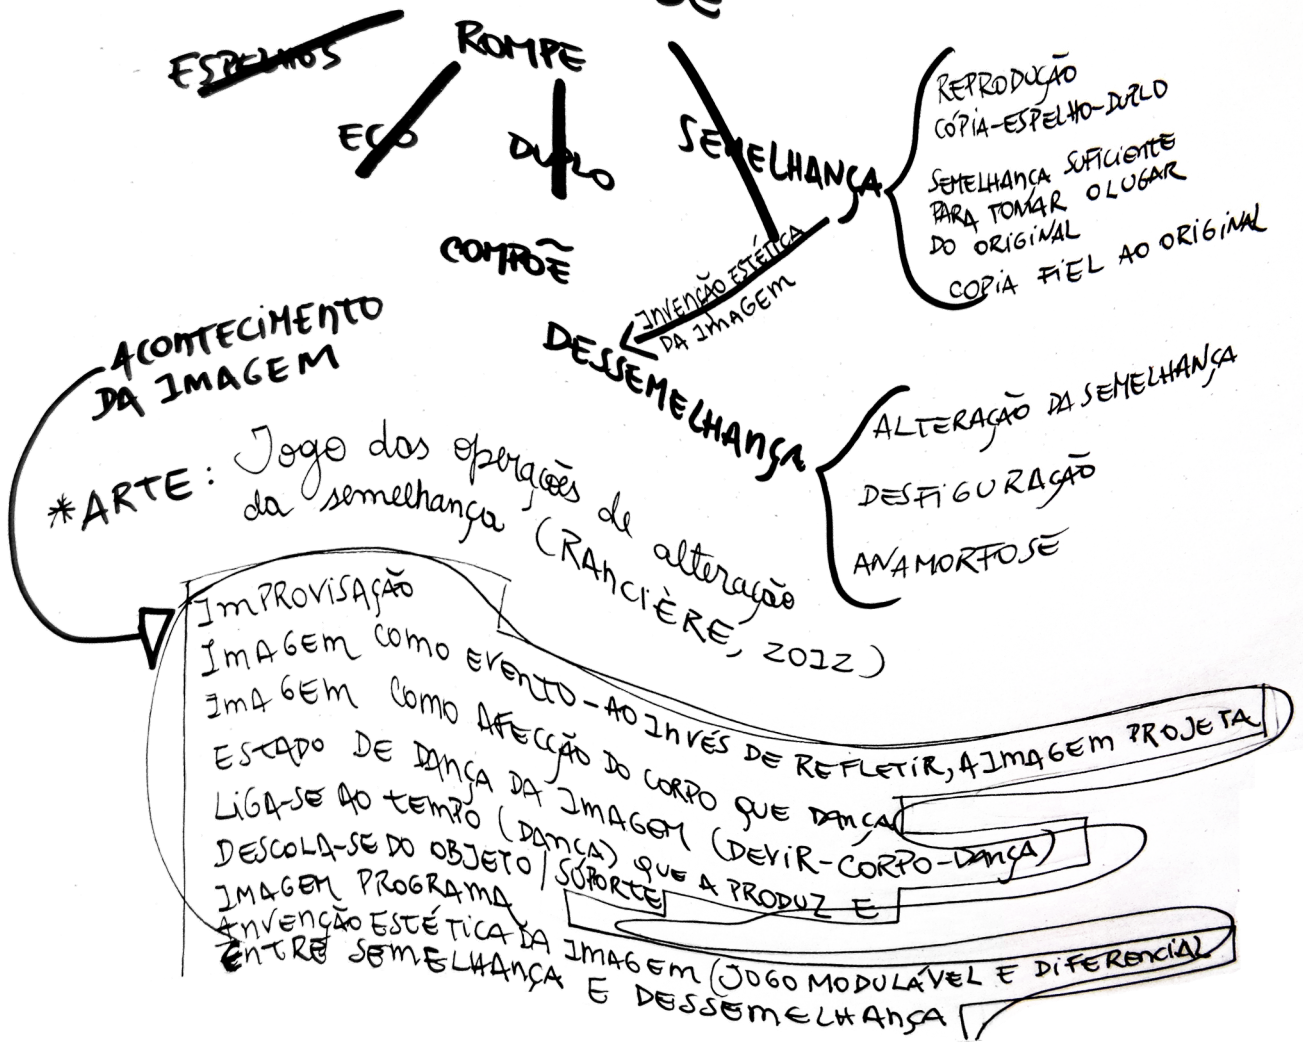 ESPELHOS
ROMPE
ECO
DUPLO
SEMELHANÇA
REPRODUÇÃO
CÓPIA-ESPELHO-DUPLO
SEMELHANÇA SUFICIENTE
PARA TOMAR O LUGAR
DO ORIGINAL
COPIA FIEL AO ORIGINAL
COMPÕE
INVENÇÃO ESTÉTICA
DA IMAGEM
DESSEMELHANÇA
ALTERAÇÃO DA SEMELHANÇA
DESFIGURAÇÃO
ANAMORFOSE
ACONTECIMENTO
DA IMAGEM
*ARTE: Jogo das operações de alteração
da semelhança (RANCIÈRE, 2012)
IMPROVISAÇÃO
IMAGEM COMO EVENTO - AO INVÉS DE REFLETIR, A IMAGEM PROJETA
IMAGEM COMO AFECÇÃO DO CORPO QUE DANÇA
ESTADO DE DANÇA DA IMAGEM (DEVIR-CORPO-DANÇA)
LIGA-SE AO TEMPO (DANÇA) QUE A PRODUZ E
DESCOLA-SE DO OBJETO/SUPORTE
IMAGEM PROGRAMA
INVENÇÃO ESTÉTICA DA IMAGEM (JOGO MODULÁVEL E DIFERENCIAL
ENTRE SEMELHANÇA E DESSEMELHANÇA